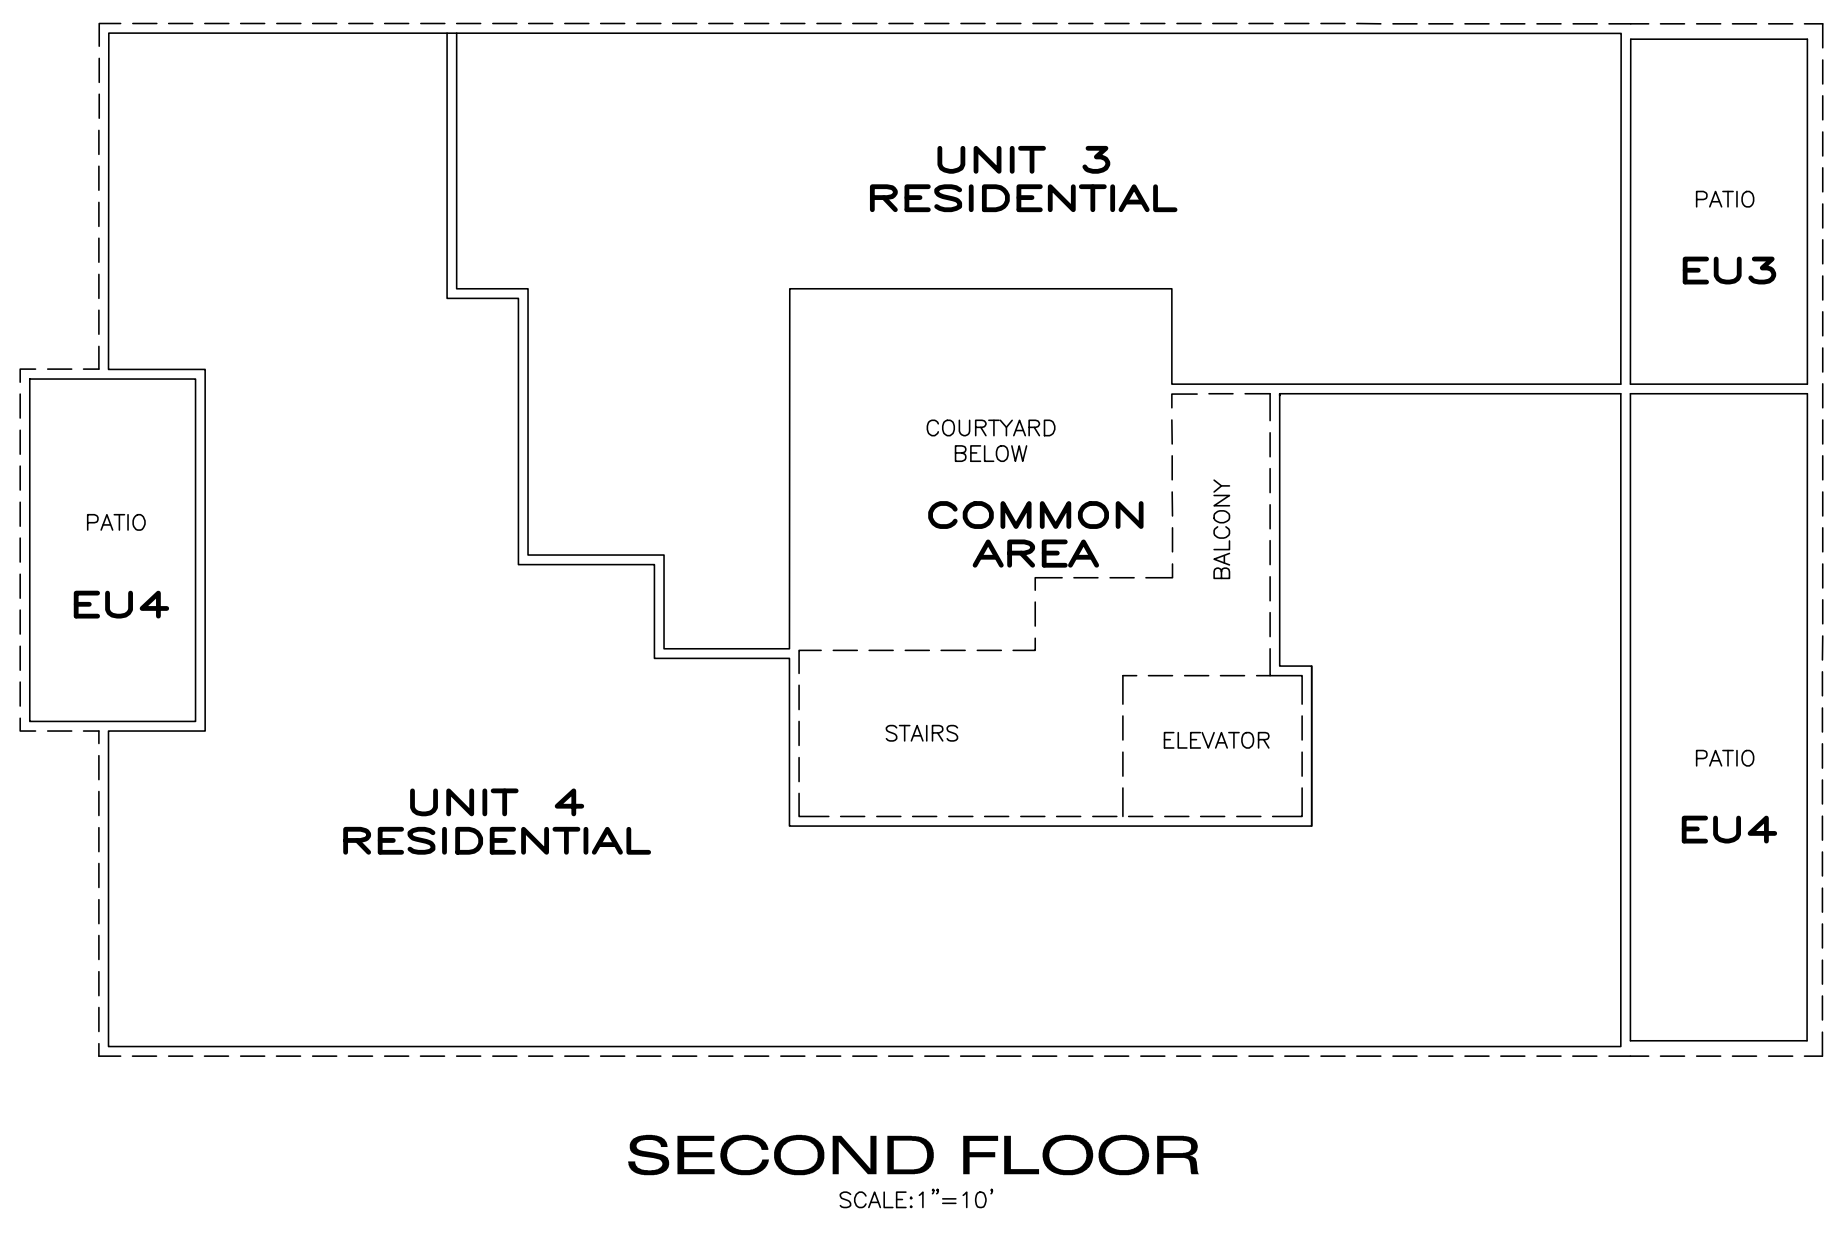 UNIT 3
RESIDENTIAL
PATIO
EU3
COURTYARD
BELOW
COMMON
AREA
BALCONY
PATIO
EU4
STAIRS
ELEVATOR
PATIO
EU4
UNIT 4
RESIDENTIAL
SECOND FLOOR
SCALE:1"=10'